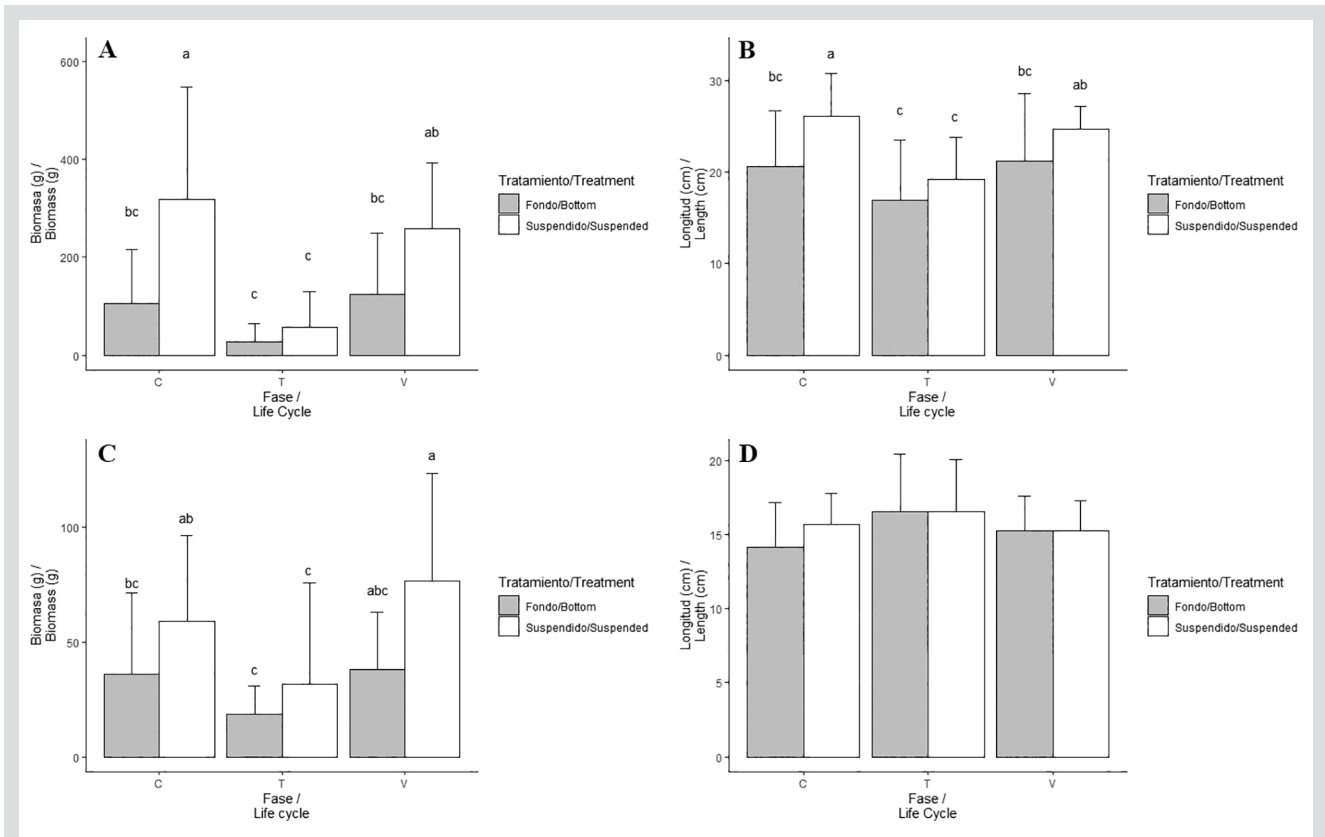 A
600
400
200
0
Biomasa (g) /
Biomass (g)
bc
a
c
c
bc
ab
C
T
V
Fase /
Life Cycle
Tratamiento/Treatment
Fondo/Bottom
Suspendido/Suspended
B
30
20
10
0
Longitud (cm) /
Length (cm)
bc
a
c
c
bc
ab
C
T
V
Fase /
Life cycle
Tratamiento/Treatment
Fondo/Bottom
Suspendido/Suspended
C
100
50
0
Biomasa (g) /
Biomass (g)
bc
ab
c
c
abc
a
C
T
V
Fase /
Life cycle
Tratamiento/Treatment
Fondo/Bottom
Suspendido/Suspended
D
20
15
10
5
0
Longitud (cm) /
Length (cm)
C
T
V
Fase /
Life cycle
Tratamiento/Treatment
Fondo/Bottom
Suspendido/Suspended